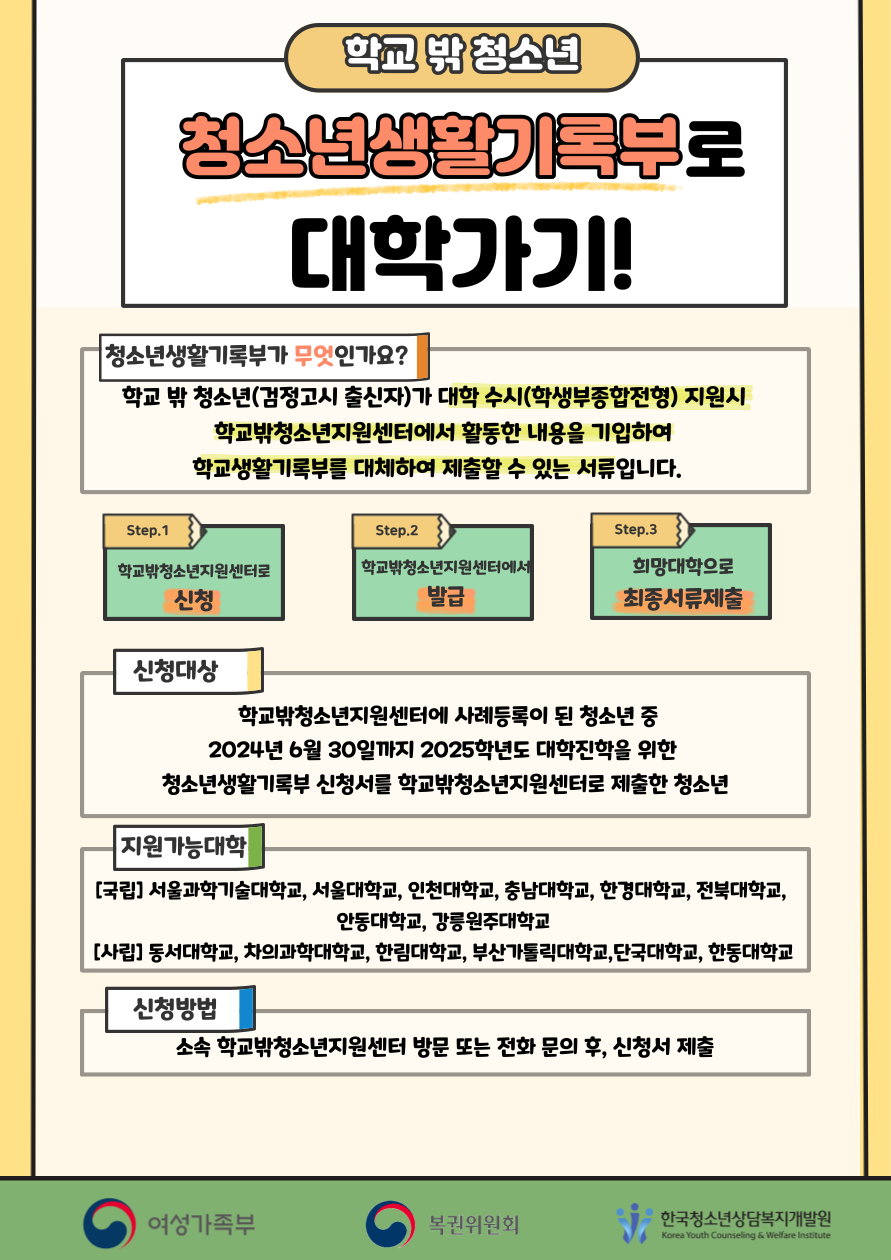 학교 밖 청소년
청소년생활기록부로
대학가기!
청소년생활기록부가 무엇인가요?
학교 밖 청소년(검정고시 출신자)가 대학 수시(학생부종합전형) 지원시
학교밖청소년지원센터에서 활동한 내용을 기입하여
학교생활기록부를 대체하여 제출할 수 있는 서류입니다.
Step.1
학교밖청소년지원센터로
신청
Step.2
학교밖청소년지원센터에서
발급
Step.3
희망대학으로
최종서류제출
신청대상
학교밖청소년지원센터에 사례등록이 된 청소년 중
2024년 6월 30일까지 2025학년도 대학진학을 위한
청소년생활기록부 신청서를 학교밖청소년지원센터로 제출한 청소년
지원가능대학
[국립] 서울과학기술대학교, 서울대학교, 인천대학교, 충남대학교, 한경대학교, 전북대학교,
안동대학교, 강릉원주대학교
[사립] 동서대학교, 차의과학대학교, 한림대학교, 부산가톨릭대학교,단국대학교, 한동대학교
신청방법
소속 학교밖청소년지원센터 방문 또는 전화 문의 후, 신청서 제출
여성가족부
복권위원회
한국청소년상담복지개발원
Korea Youth Counseling & Welfare Institute